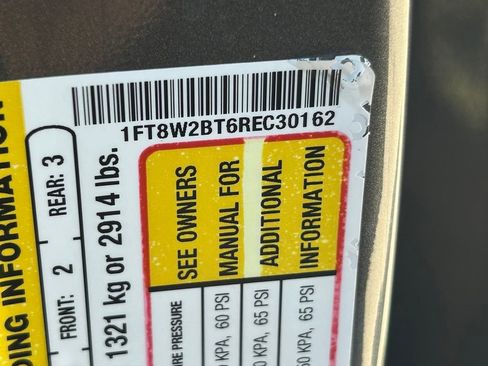 1FT8W2BT6REC30162
SEE OWNERS
MANUAL FOR
ADDITIONAL
INFORMATION
REAR: 3
FRONT: 2
1321 kg or 2914 lbs.
PRESSURE
KPA, 60 PSI
KPA, 65 PSI
KPA, 65 PSI
INFORMATION